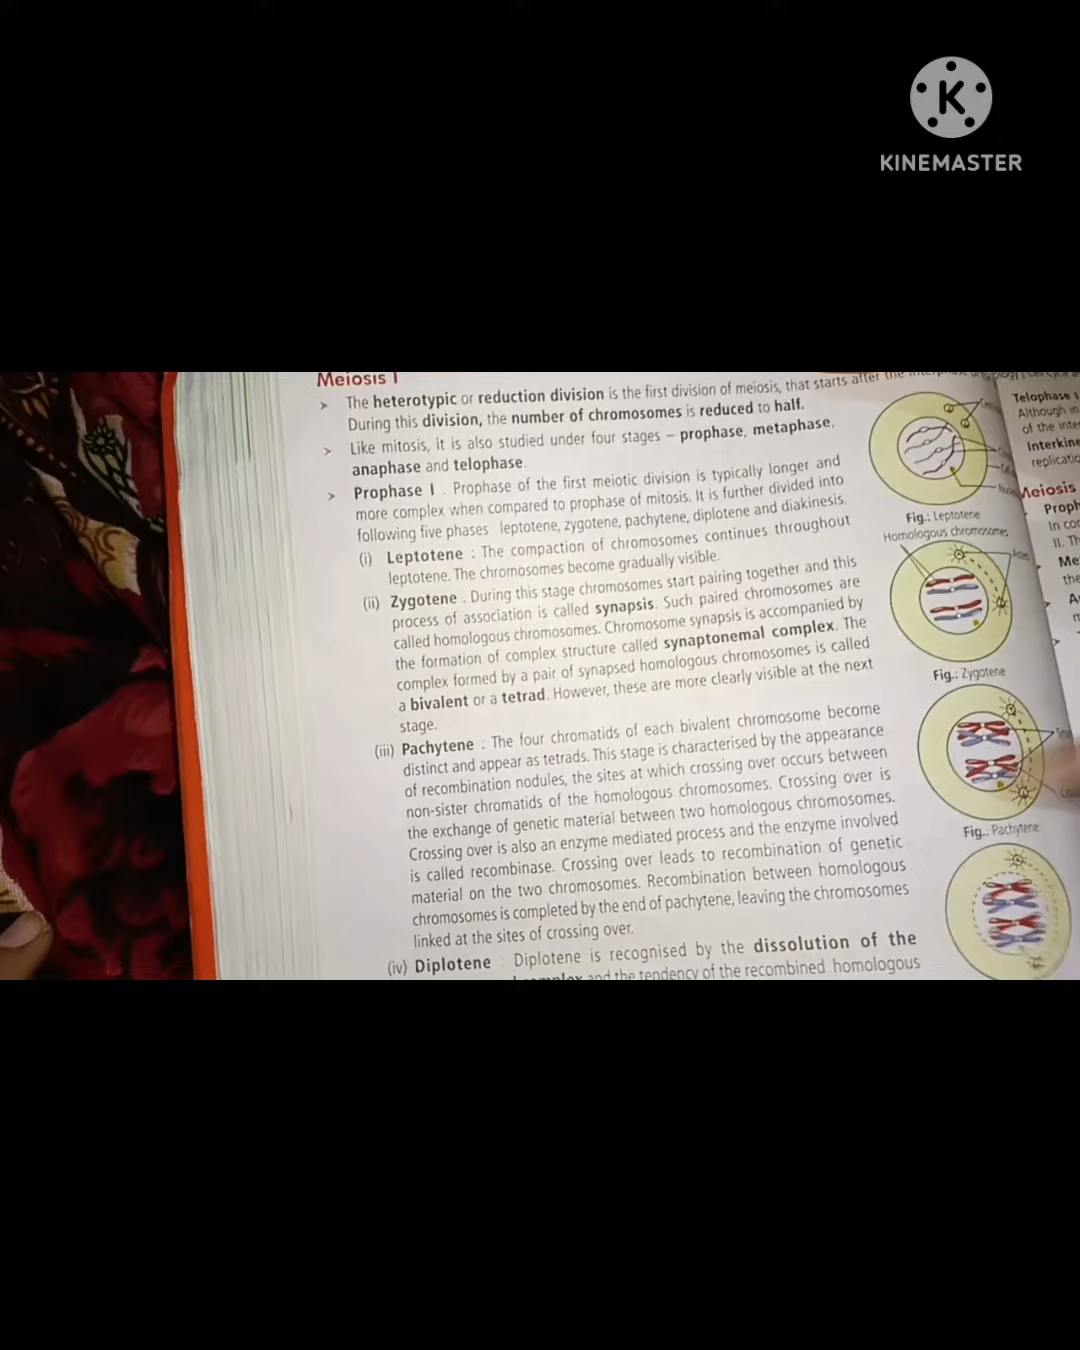 K
KINEMASTER
Meiosis I
➤ The heterotypic or reduction division is the first division of meiosis, that starts after the
During this division, the number of chromosomes is reduced to half.
➤ Like mitosis, it is also studied under four stages – prophase, metaphase,
anaphase and telophase.
➤ Prophase I : Prophase of the first meiotic division is typically longer and
more complex when compared to prophase of mitosis. It is further divided into
following five phases leptotene, zygotene, pachytene, diplotene and diakinesis.
(i) Leptotene : The compaction of chromosomes continues throughout
leptotene. The chromosomes become gradually visible.
(ii) Zygotene : During this stage chromosomes start pairing together and this
process of association is called synapsis. Such paired chromosomes are
called homologous chromosomes. Chromosome synapsis is accompanied by
the formation of complex structure called synaptonemal complex. The
complex formed by a pair of synapsed homologous chromosomes is called
a bivalent or a tetrad. However, these are more clearly visible at the next
stage.
(iii) Pachytene : The four chromatids of each bivalent chromosome become
distinct and appear as tetrads. This stage is characterised by the appearance
of recombination nodules, the sites at which crossing over occurs between
non-sister chromatids of the homologous chromosomes. Crossing over is
the exchange of genetic material between two homologous chromosomes.
Crossing over is also an enzyme mediated process and the enzyme involved
is called recombinase. Crossing over leads to recombination of genetic
material on the two chromosomes. Recombination between homologous
chromosomes is completed by the end of pachytene, leaving the chromosomes
linked at the sites of crossing over.
(iv) Diplotene : Diplotene is recognised by the dissolution of the
and the tendency of the recombined homologous
Fig.: Leptotene
Homologous chromosomes
Fig.: Zygotene
Fig.: Pachytene
Telophase I
Although in
of the
Meiosis
II.